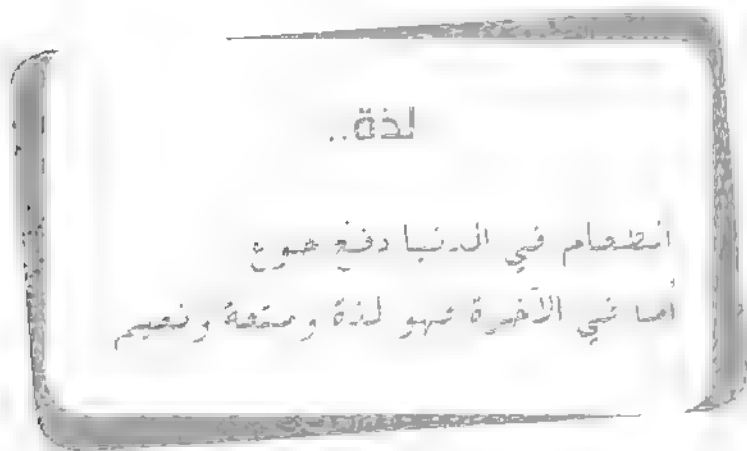 لذة..
الطعام في الدنيا دفع جوع
أما في الآخرة فهو لذة ومتعة ونعيم